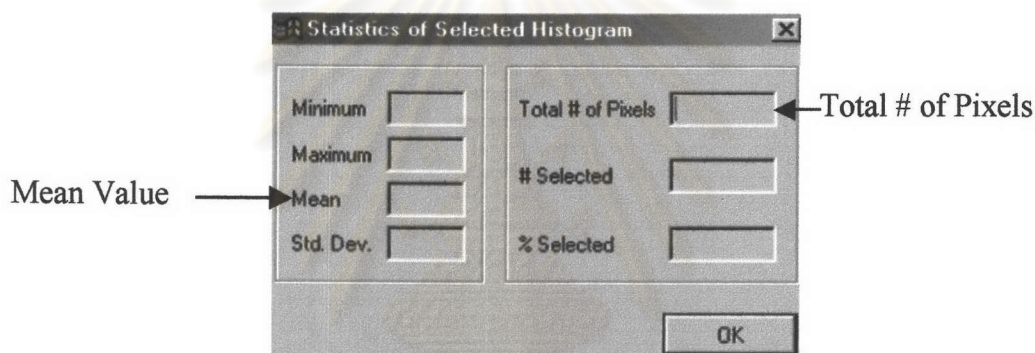 Statistics of Selected Histogram
Minimum
Maximum
Mean
Std. Dev.
Total # of Pixels
# Selected
% Selected
OK
Mean Value
Total # of Pixels